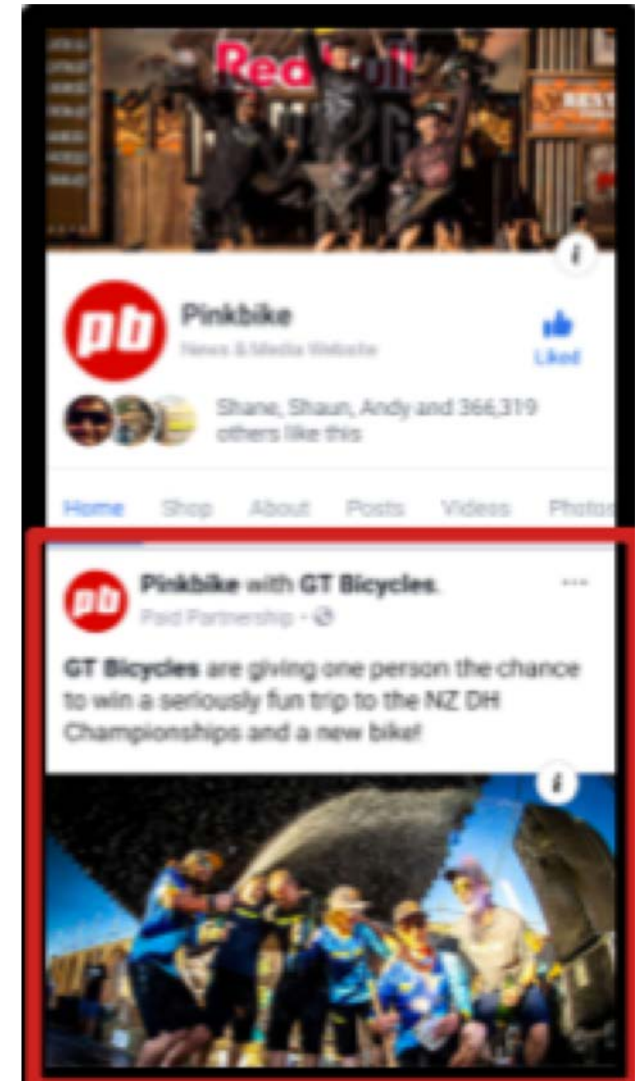 Red Bull
pb
Pinkbike
News & Media Website
Liked
Shane, Shaun, Andy and 366,319
others like this
Home Shop About Posts Videos Photos
pb
Pinkbike with GT Bicycles.
Paid Partnership
GT Bicycles are giving one person the chance
to win a seriously fun trip to the NZ DH
Championships and a new bike!